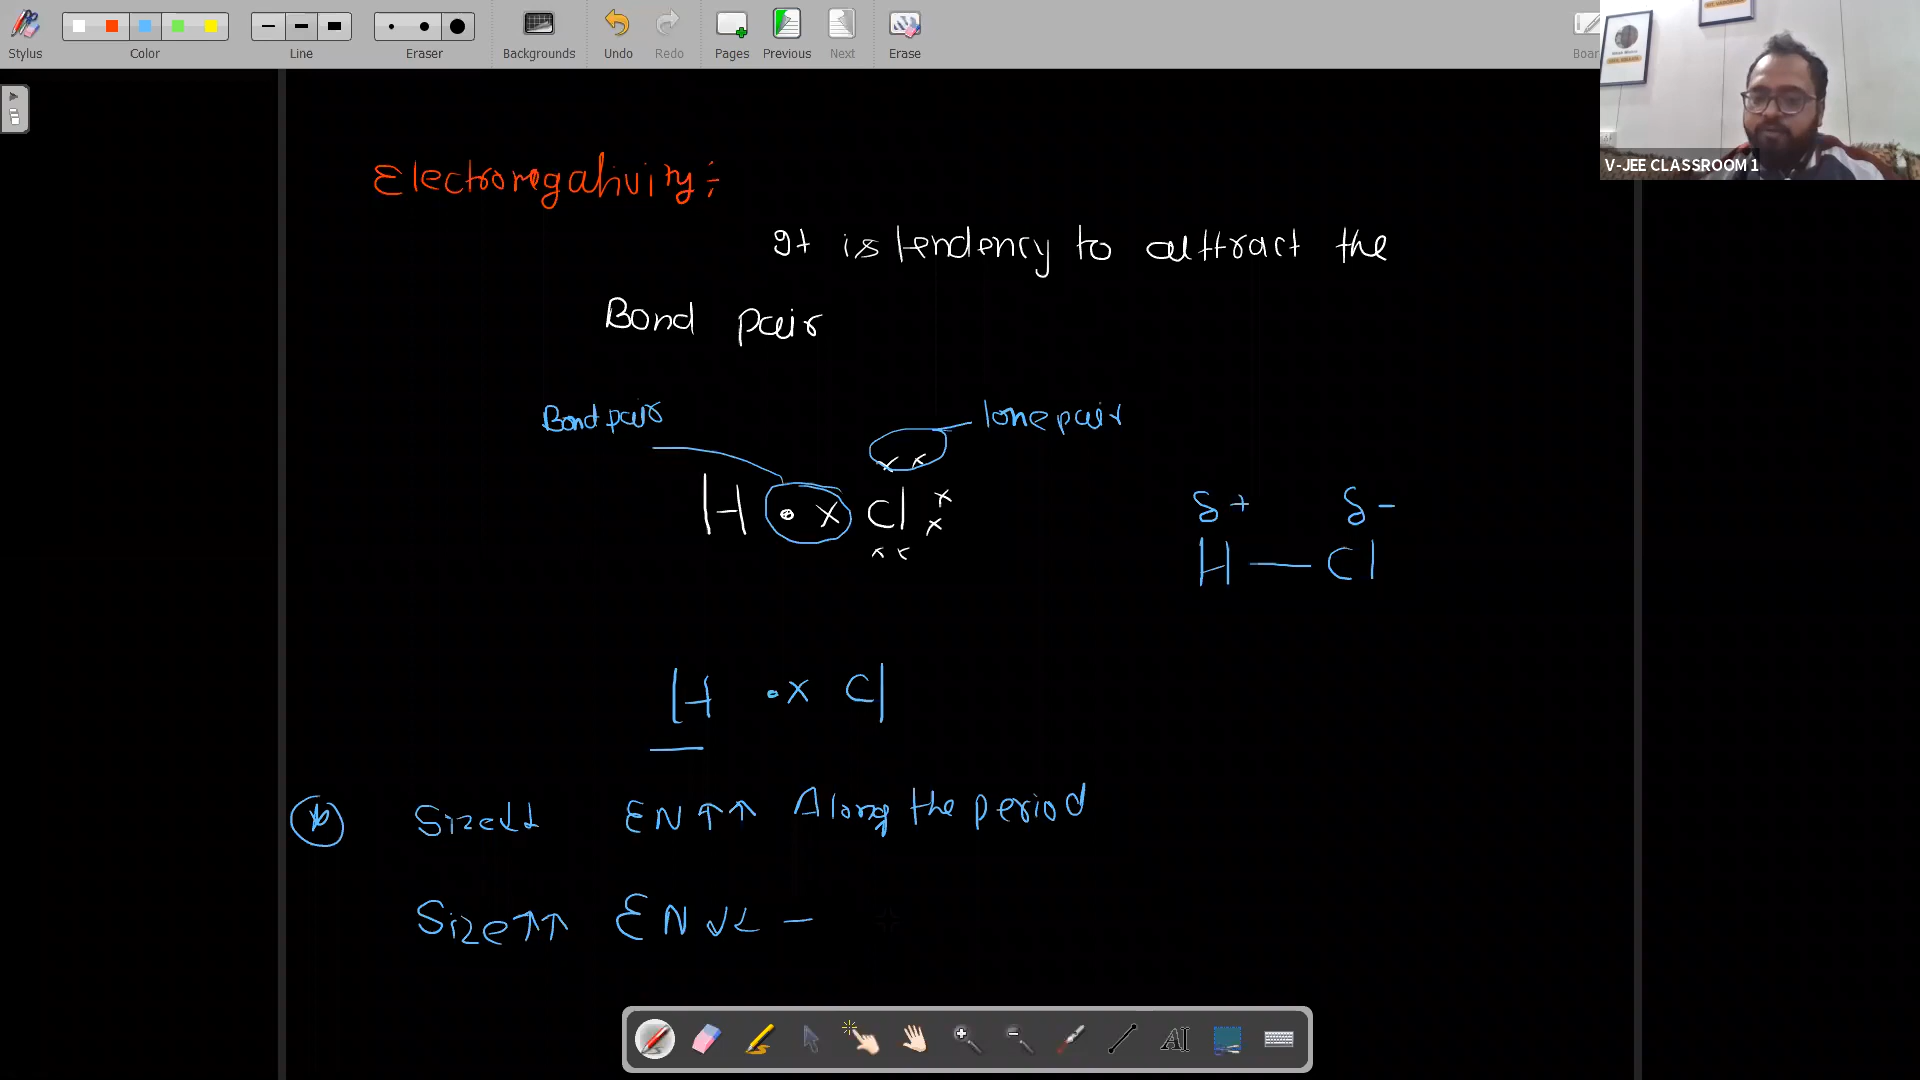 Stylus Color Line Eraser Backgrounds Undo Redo Pages Previous Next Erase Boar
V-JEE CLASSROOM 1
Electronegativity :-
It is tendency to attract the
Bond pair
Bond pair
lone pair
H • x Cl
δ+ δ-
H — Cl
H •x Cl
Size↓↓ EN↑↑ Along the period
Size↑↑ EN↓↓ —